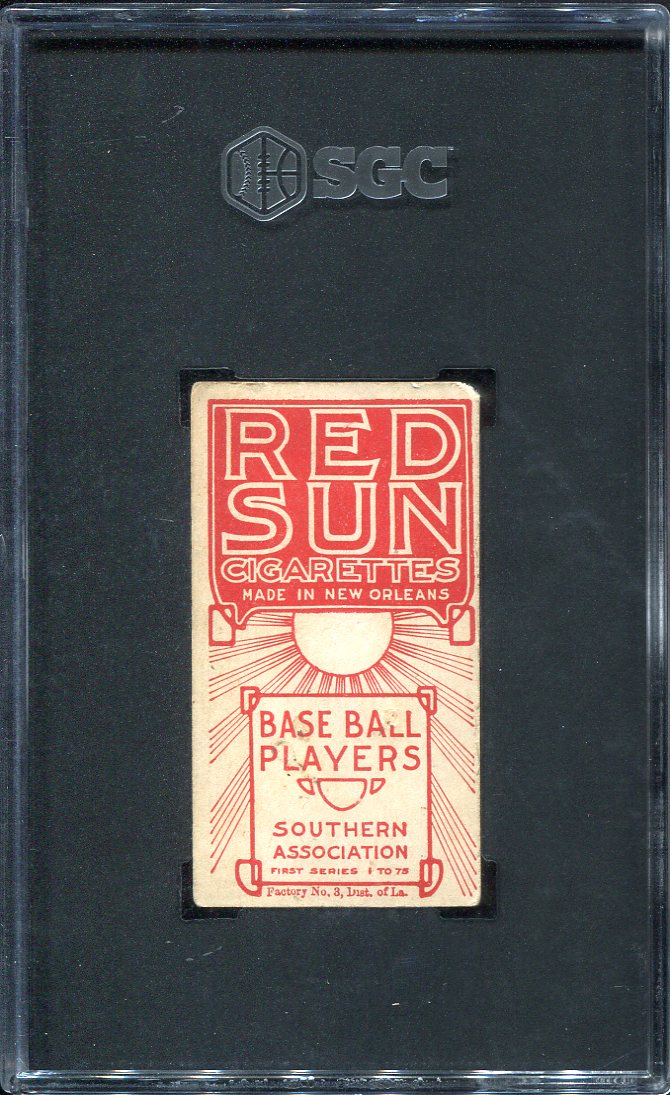 SGC
RED
SUN
CIGARETTES
MADE IN NEW ORLEANS
BASE BALL
PLAYERS
SOUTHERN
ASSOCIATION
FIRST SERIES 1 TO 75
Factory No. 3, Dist. of La.